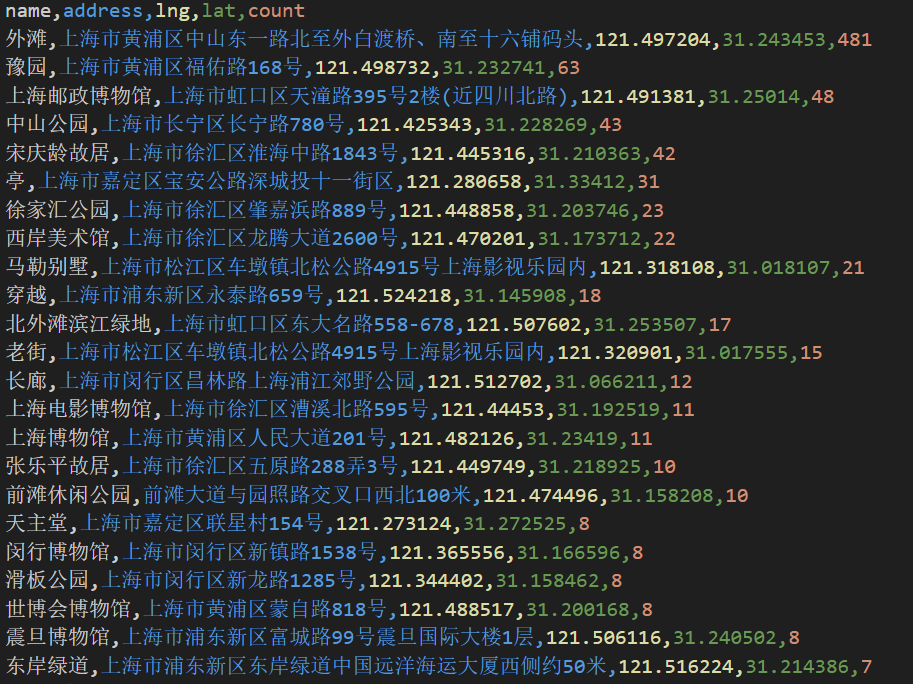 name,address,lng,lat,count
外滩,上海市黄浦区中山东一路北至外白渡桥、南至十六铺码头,121.497204,31.243453,481
豫园,上海市黄浦区福佑路168号,121.498732,31.232741,63
上海邮政博物馆,上海市虹口区天潼路395号2楼(近四川北路),121.491381,31.25014,48
中山公园,上海市长宁区长宁路780号,121.425343,31.228269,43
宋庆龄故居,上海市徐汇区淮海中路1843号,121.445316,31.210363,42
亭,上海市嘉定区宝安公路深城投十一街区,121.280658,31.33412,31
徐家汇公园,上海市徐汇区肇嘉浜路889号,121.448858,31.203746,23
西岸美术馆,上海市徐汇区龙腾大道2600号,121.470201,31.173712,22
马勒别墅,上海市松江区车墩镇北松公路4915号上海影视乐园内,121.318108,31.018107,21
穿越,上海市浦东新区永泰路659号,121.524218,31.145908,18
北外滩滨江绿地,上海市虹口区东大名路558-678,121.507602,31.253507,17
老街,上海市松江区车墩镇北松公路4915号上海影视乐园内,121.320901,31.017555,15
长廊,上海市闵行区昌林路上海浦江郊野公园,121.512702,31.066211,12
上海电影博物馆,上海市徐汇区漕溪北路595号,121.44453,31.192519,11
上海博物馆,上海市黄浦区人民大道201号,121.482126,31.23419,11
张乐平故居,上海市徐汇区五原路288弄3号,121.449749,31.218925,10
前滩休闲公园,前滩大道与园照路交叉口西北100米,121.474496,31.158208,10
天主堂,上海市嘉定区联星村154号,121.273124,31.272525,8
闵行博物馆,上海市闵行区新镇路1538号,121.365556,31.166596,8
滑板公园,上海市闵行区新龙路1285号,121.344402,31.158462,8
世博会博物馆,上海市黄浦区蒙自路818号,121.488517,31.200168,8
震旦博物馆,上海市浦东新区富城路99号震旦国际大楼1层,121.506116,31.240502,8
东岸绿道,上海市浦东新区东岸绿道中国远洋海运大厦西侧约50米,121.516224,31.214386,7